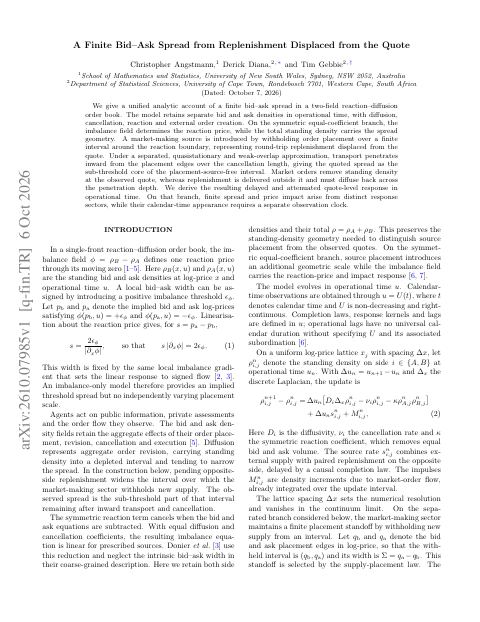 A Finite Bid–Ask Spread from Replenishment Displaced from the Quote
Christopher Angstmann,¹ Derick Diana,²,* and Tim Gebbie²,†
¹School of Mathematics and Statistics, University of New South Wales, Sydney, NSW 2052, Australia
²Department of Statistical Sciences, University of Cape Town, Rondebosch 7701, Western Cape, South Africa
(Dated: October 7, 2026)
We give a unified analytic account of a finite bid-ask spread in a two-field reaction–diffusion
order book. The model retains separate bid and ask densities in operational time, with diffusion,
cancellation, reaction and external order creation. On the symmetric equal-coefficient branch, the
imbalance field determines the reaction price, while the total standing density carries the spread
geometry. A market-making source is introduced by withholding order placement over a finite
interval around the reaction boundary, representing round-trip replenishment displaced from the
quote. Under a separated, quasistationary and weak-overlap approximation, transport penetrates
inward from the placement edges over the cancellation length, giving the quoted spread as the
sub-threshold core of the placement-source-free interval. Market orders remove standing density
at the observed quote, whereas replenishment is delivered outside it and must diffuse back across
the penetration depth. We derive the resulting delayed and attenuated quote-level response in
operational time. On that branch, finite spread and price impact arise from distinct response
sectors, while their calendar-time appearance requires a separate observation clock.
INTRODUCTION
In a single-front reaction–diffusion order book, the im-
balance field ϕ = ρB − ρA defines one reaction price
through its moving zero [1–5]. Here ρB(x, u) and ρA(x, u)
are the standing bid and ask densities at log-price x and
operational time u. A local bid-ask width can be as-
signed by introducing a positive imbalance threshold ϵϕ.
Let pb and pa denote the implied bid and ask log-prices
satisfying ϕ(pb, u) = +ϵϕ and ϕ(pa, u) = −ϵϕ. Linearisa-
tion about the reaction price gives, for s = pa − pb,
s = 2ϵϕ / |∂xϕ|, so that s |∂xϕ| = 2ϵϕ. (1)
This width is fixed by the same local imbalance gradi-
ent that sets the linear response to signed flow [2, 3].
An imbalance-only model therefore provides an implied
threshold spread but no independently varying placement
scale.
Agents act on public information, private assessments
and the order flow they observe. The bid and ask den-
sity fields retain the aggregate effects of their order place-
ment, revision, cancellation and execution [5]. Diffusion
represents aggregate order revision, carrying standing
density into a depleted interval and tending to narrow
the spread. In the construction below, pending opposite-
side replenishment widens the interval over which the
market-making sector withholds new supply. The ob-
served spread is the sub-threshold part of that interval
remaining after inward transport and cancellation.
The symmetric reaction term cancels when the bid and
ask equations are subtracted. With equal diffusion and
cancellation coefficients, the resulting imbalance equa-
tion is linear for prescribed sources. Donier et al. [3] use
this reduction and neglect the intrinsic bid–ask width in
their coarse-grained description. Here we retain both side
densities and their total ρ = ρA + ρB. This preserves the
standing-density geometry needed to distinguish source
placement from the observed quotes. On the symmet-
ric equal-coefficient branch, source placement introduces
an additional geometric scale while the imbalance field
carries the reaction-price and impact response [6, 7].
The model evolves in operational time u. Calendar-
time observations are obtained through u = U(t), where t
denotes calendar time and U is non-decreasing and right-
continuous. Completion laws, response kernels and lags
are defined in u; operational lags have no universal cal-
endar duration without specifying U and its associated
subordination [6].
On a uniform log-price lattice xj with spacing ∆x, let
ρⁿi,j denote the standing density on side i ∈ {A, B} at
operational time un. With ∆un = un+1 − un and ∆x the
discrete Laplacian, the update is
ρⁿ⁺¹i,j − ρⁿi,j = ∆un [Di∆xρⁿi,j − νiρⁿi,j − κρⁿA,jρⁿB,j]
+ ∆unsⁿi,j + Mⁿi,j, (2)
Here Di is the diffusivity, νi the cancellation rate and κ
the symmetric reaction coefficient, which removes equal
bid and ask volume. The source rate sⁿi,j combines ex-
ternal supply with paired replenishment on the opposite
side, delayed by a causal completion law. The impulses
Mⁿi,j are density increments due to market-order flow,
already integrated over the update interval.
The lattice spacing ∆x sets the numerical resolution
and vanishes in the continuum limit. On the sepa-
rated branch considered below, the market-making sector
maintains a finite placement standoff by withholding new
supply from an interval. Let qb and qa denote the bid
and ask placement edges in log-price, so that the with-
held interval is (qb, qa) and its width is Σ = qa − qb. This
standoff is selected by the supply-placement law. The
arXiv:2610.07985v1 [q-fin.TR] 6 Oct 2026